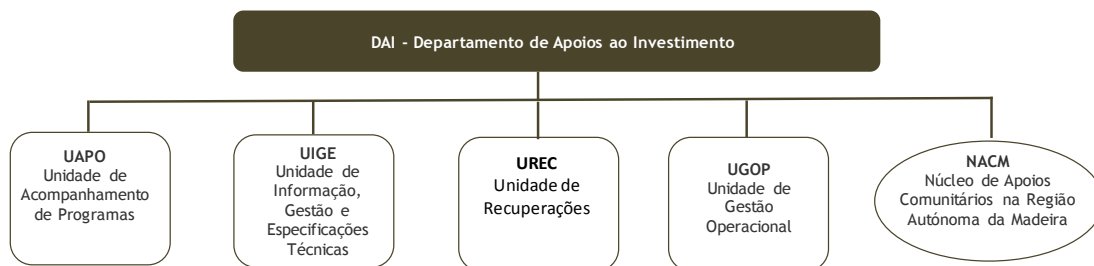 DAI - Departamento de Apoios ao Investimento
UAPO
Unidade de
Acompanhamento
de Programas
UIGE
Unidade de
Informação,
Gestão e
Especificações
Técnicas
UREC
Unidade de
Recuperações
UGOP
Unidade de
Gestão
Operacional
NACM
Núcleo de Apoios
Comunitários na Região
Autónoma da Madeira